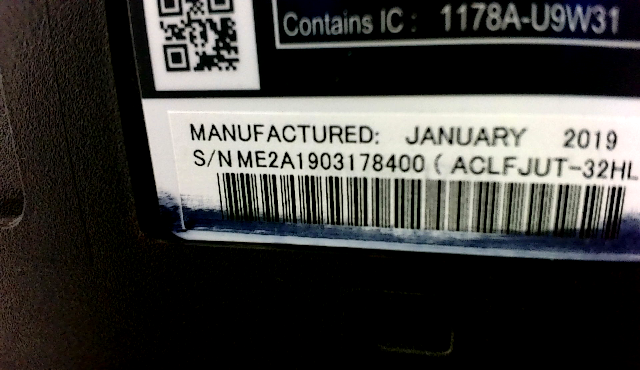 Contains IC : 1178A-U9W31
MANUFACTURED: JANUARY 2019
S/N ME2A1903178400 ( ACLFJUT-32HL